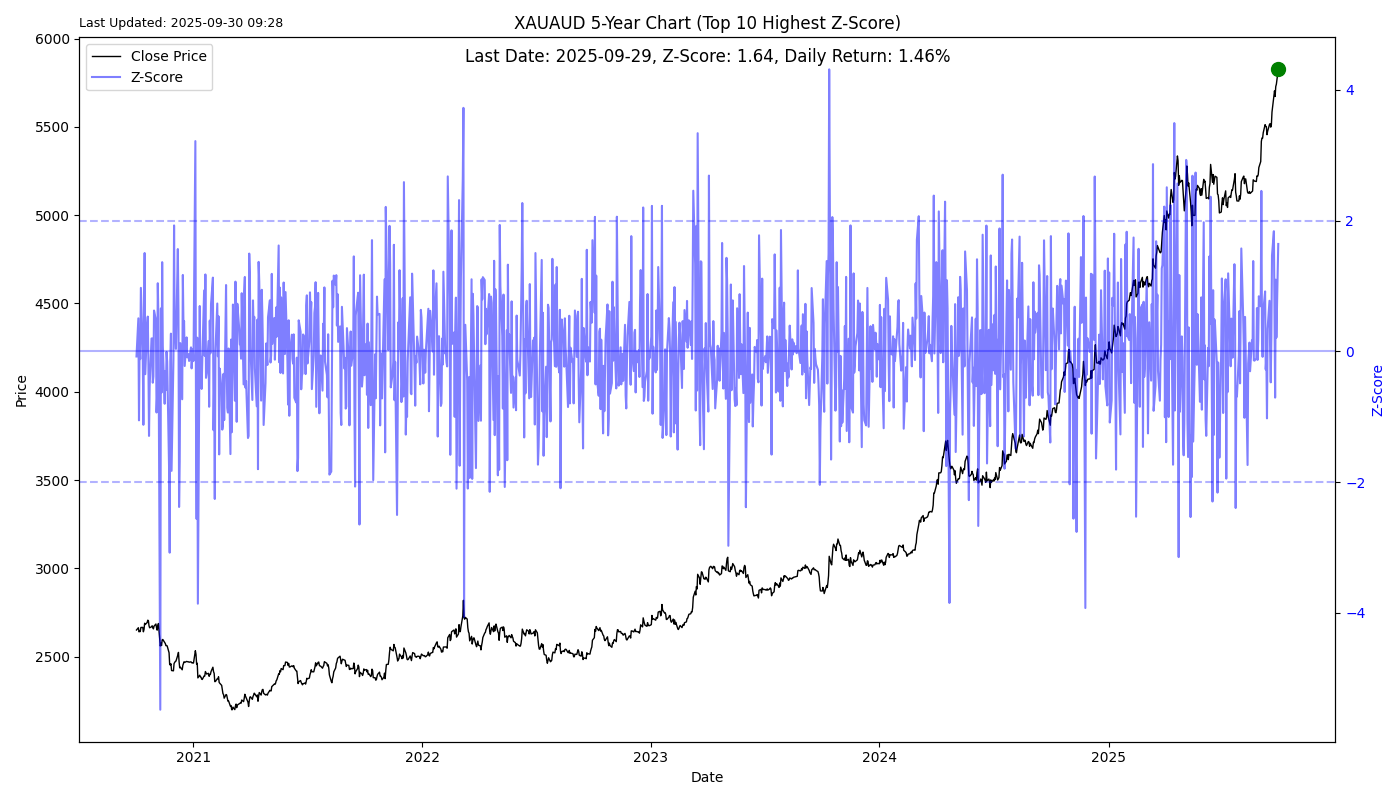 Last Updated: 2025-09-30 09:28
XAUAUD 5-Year Chart (Top 10 Highest Z-Score)
Last Date: 2025-09-29, Z-Score: 1.64, Daily Return: 1.46%
Close Price
Z-Score
6000
5500
5000
4500
4000
3500
3000
2500
Price
4
2
0
−2
−4
Z-Score
2021
2022
2023
2024
2025
Date